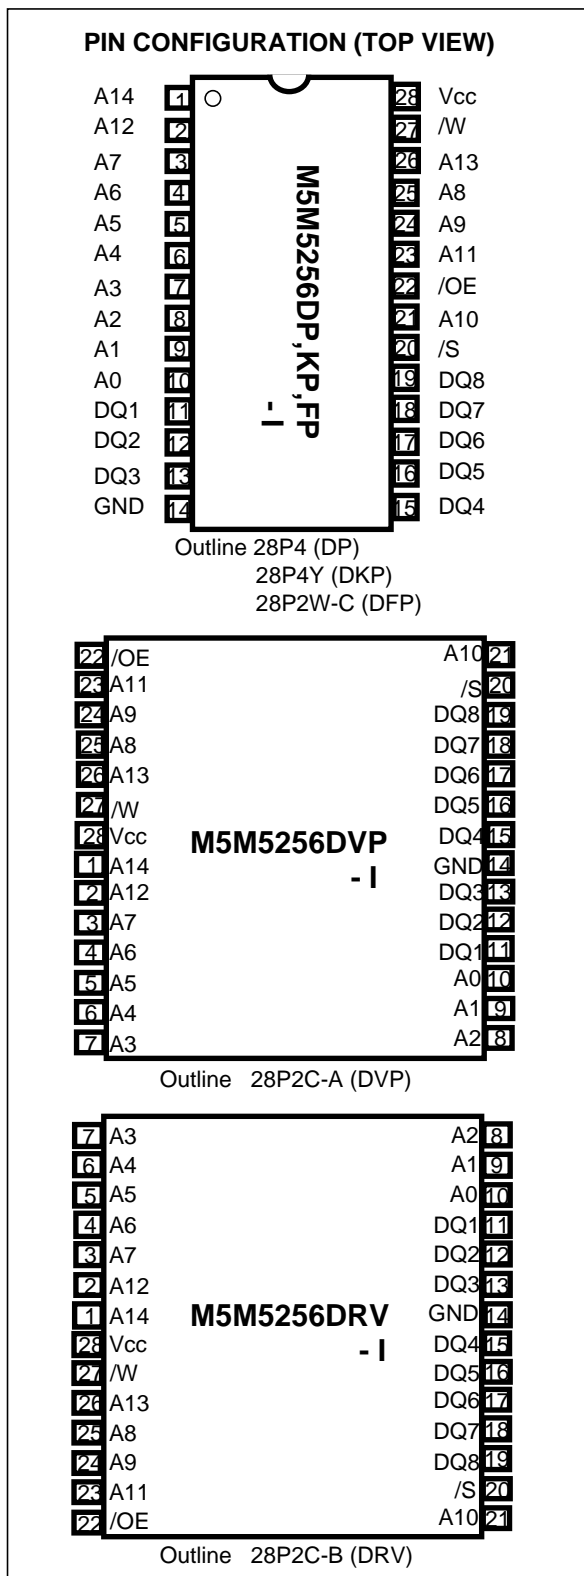 PIN CONFIGURATION (TOP VIEW)
A14 1 28 Vcc
A12 2 27 /W
A7 3 26 A13
A6 4 25 A8
A5 5 24 A9
A4 6 23 A11
A3 7 22 /OE
A2 8 21 A10
A1 9 20 /S
A0 10 19 DQ8
DQ1 11 18 DQ7
DQ2 12 17 DQ6
DQ3 13 16 DQ5
GND 14 15 DQ4
M5M5256DP,KP,FP
- I
Outline 28P4 (DP)
28P4Y (DKP)
28P2W-C (DFP)
22 /OE A10 21
23 A11 /S 20
24 A9 DQ8 19
25 A8 DQ7 18
26 A13 DQ6 17
27 /W DQ5 16
28 Vcc DQ4 15
1 A14 GND 14
2 A12 DQ3 13
3 A7 DQ2 12
4 A6 DQ1 11
5 A5 A0 10
6 A4 A1 9
7 A3 A2 8
M5M5256DVP
- I
Outline 28P2C-A (DVP)
7 A3 A2 8
6 A4 A1 9
5 A5 A0 10
4 A6 DQ1 11
3 A7 DQ2 12
2 A12 DQ3 13
1 A14 GND 14
28 Vcc DQ4 15
27 /W DQ5 16
26 A13 DQ6 17
25 A8 DQ7 18
24 A9 DQ8 19
23 A11 /S 20
22 /OE A10 21
M5M5256DRV
- I
Outline 28P2C-B (DRV)